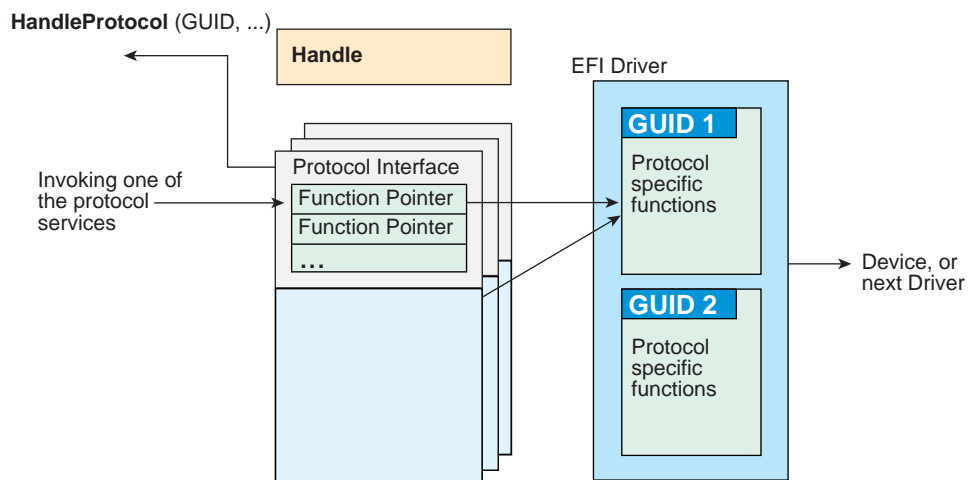 HandleProtocol (GUID, ...)
Handle
EFI Driver
GUID 1
Protocol
specific
functions
Protocol Interface
Invoking one of
the protocol
services
Function Pointer
Function Pointer
...
Device, or
next Driver
GUID 2
Protocol
specific
functions